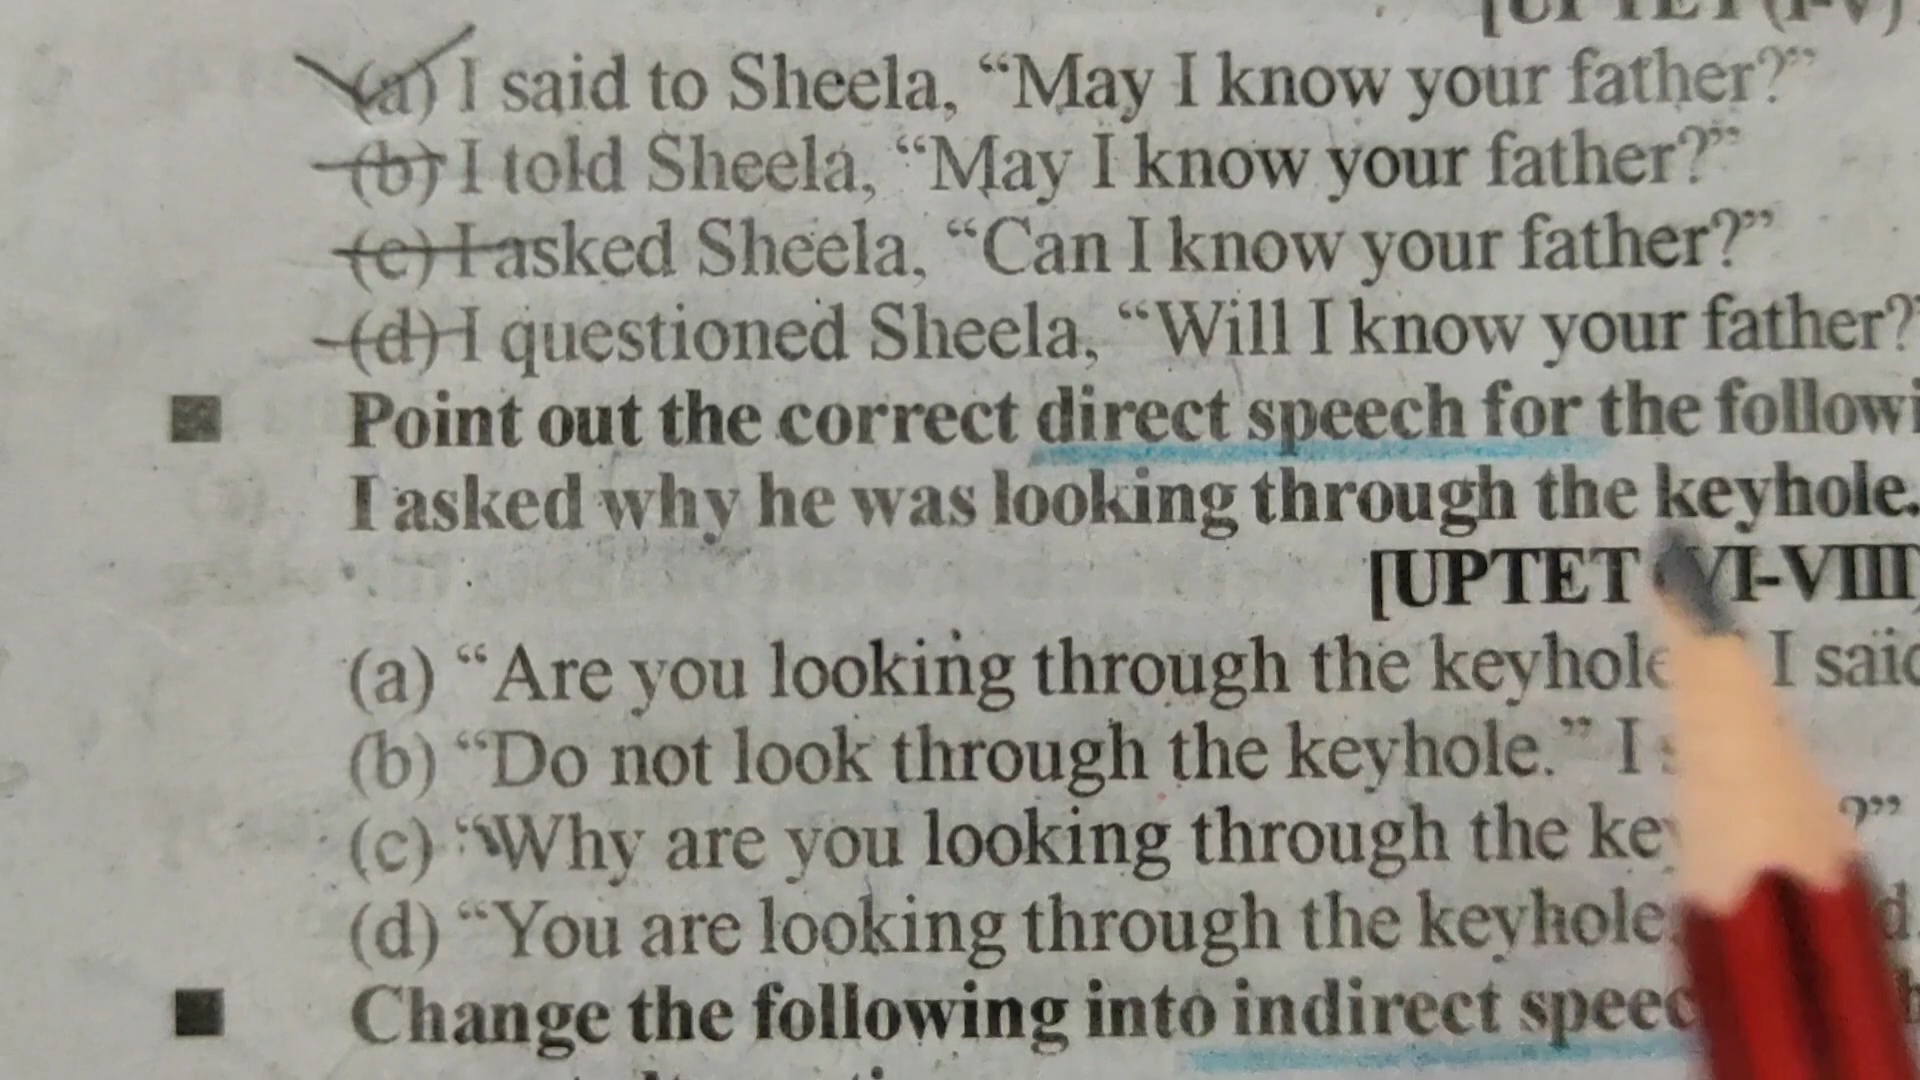 [UPTET (I-V)
(a) I said to Sheela, “May I know your father?”
(b) I told Sheela, “May I know your father?”
(c) I asked Sheela, “Can I know your father?”
(d) I questioned Sheela, “Will I know your father?
Point out the correct direct speech for the followi
I asked why he was looking through the keyhole.
[UPTET VI-VIII)
(a) “Are you looking through the I said
(b) “Do not look through the keyhole.” I
(c) “Why are you looking through the ?”
(d) “You are looking through the keyhole
Change the following into indirect